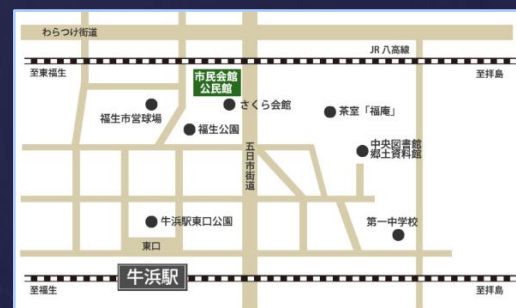 わらつけ街道
JR 八高線
至東福生
至拝島
市民会館
公民館
さくら会館
福生市営球場
茶室「福庵」
福生公園
中央図書館
郷土資料館
五日市街道
牛浜駅東口公園
第一中学校
東口
牛浜駅
至福生
至拝島